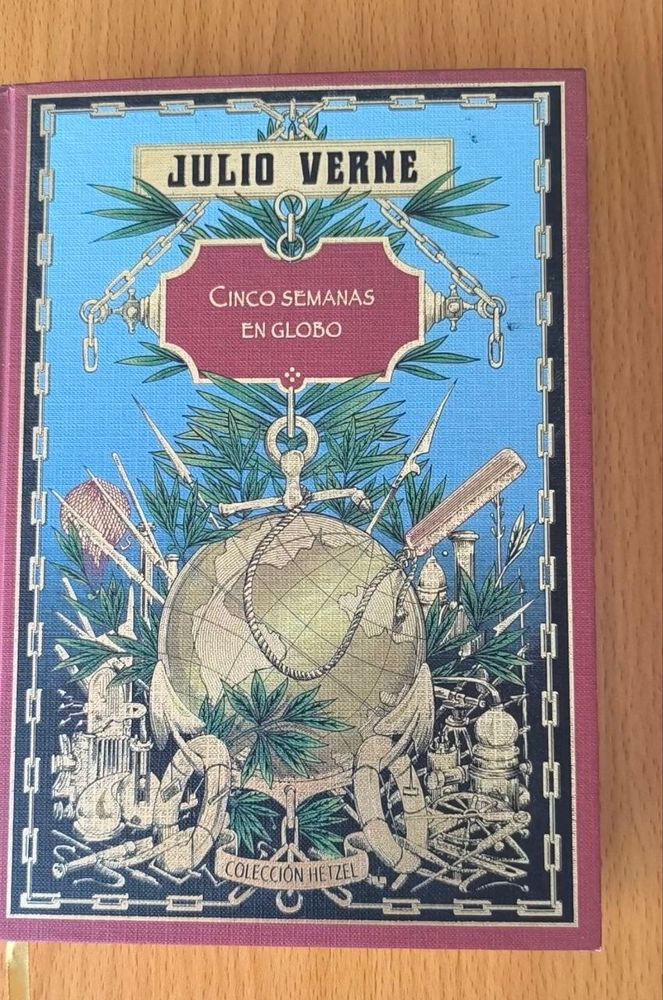 JULIO VERNE
CINCO SEMANAS
EN GLOBO
COLECCIÓN HETZEL